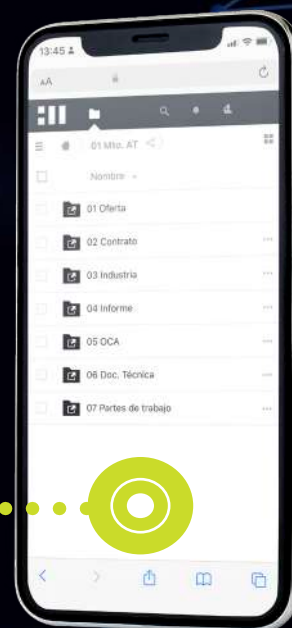 13:45
AA
01 Mto. AT
Nombre
01 Oferta
02 Contrato
03 Industria
04 Informe
05 OCA
06 Doc. Técnica
07 Partes de trabajo